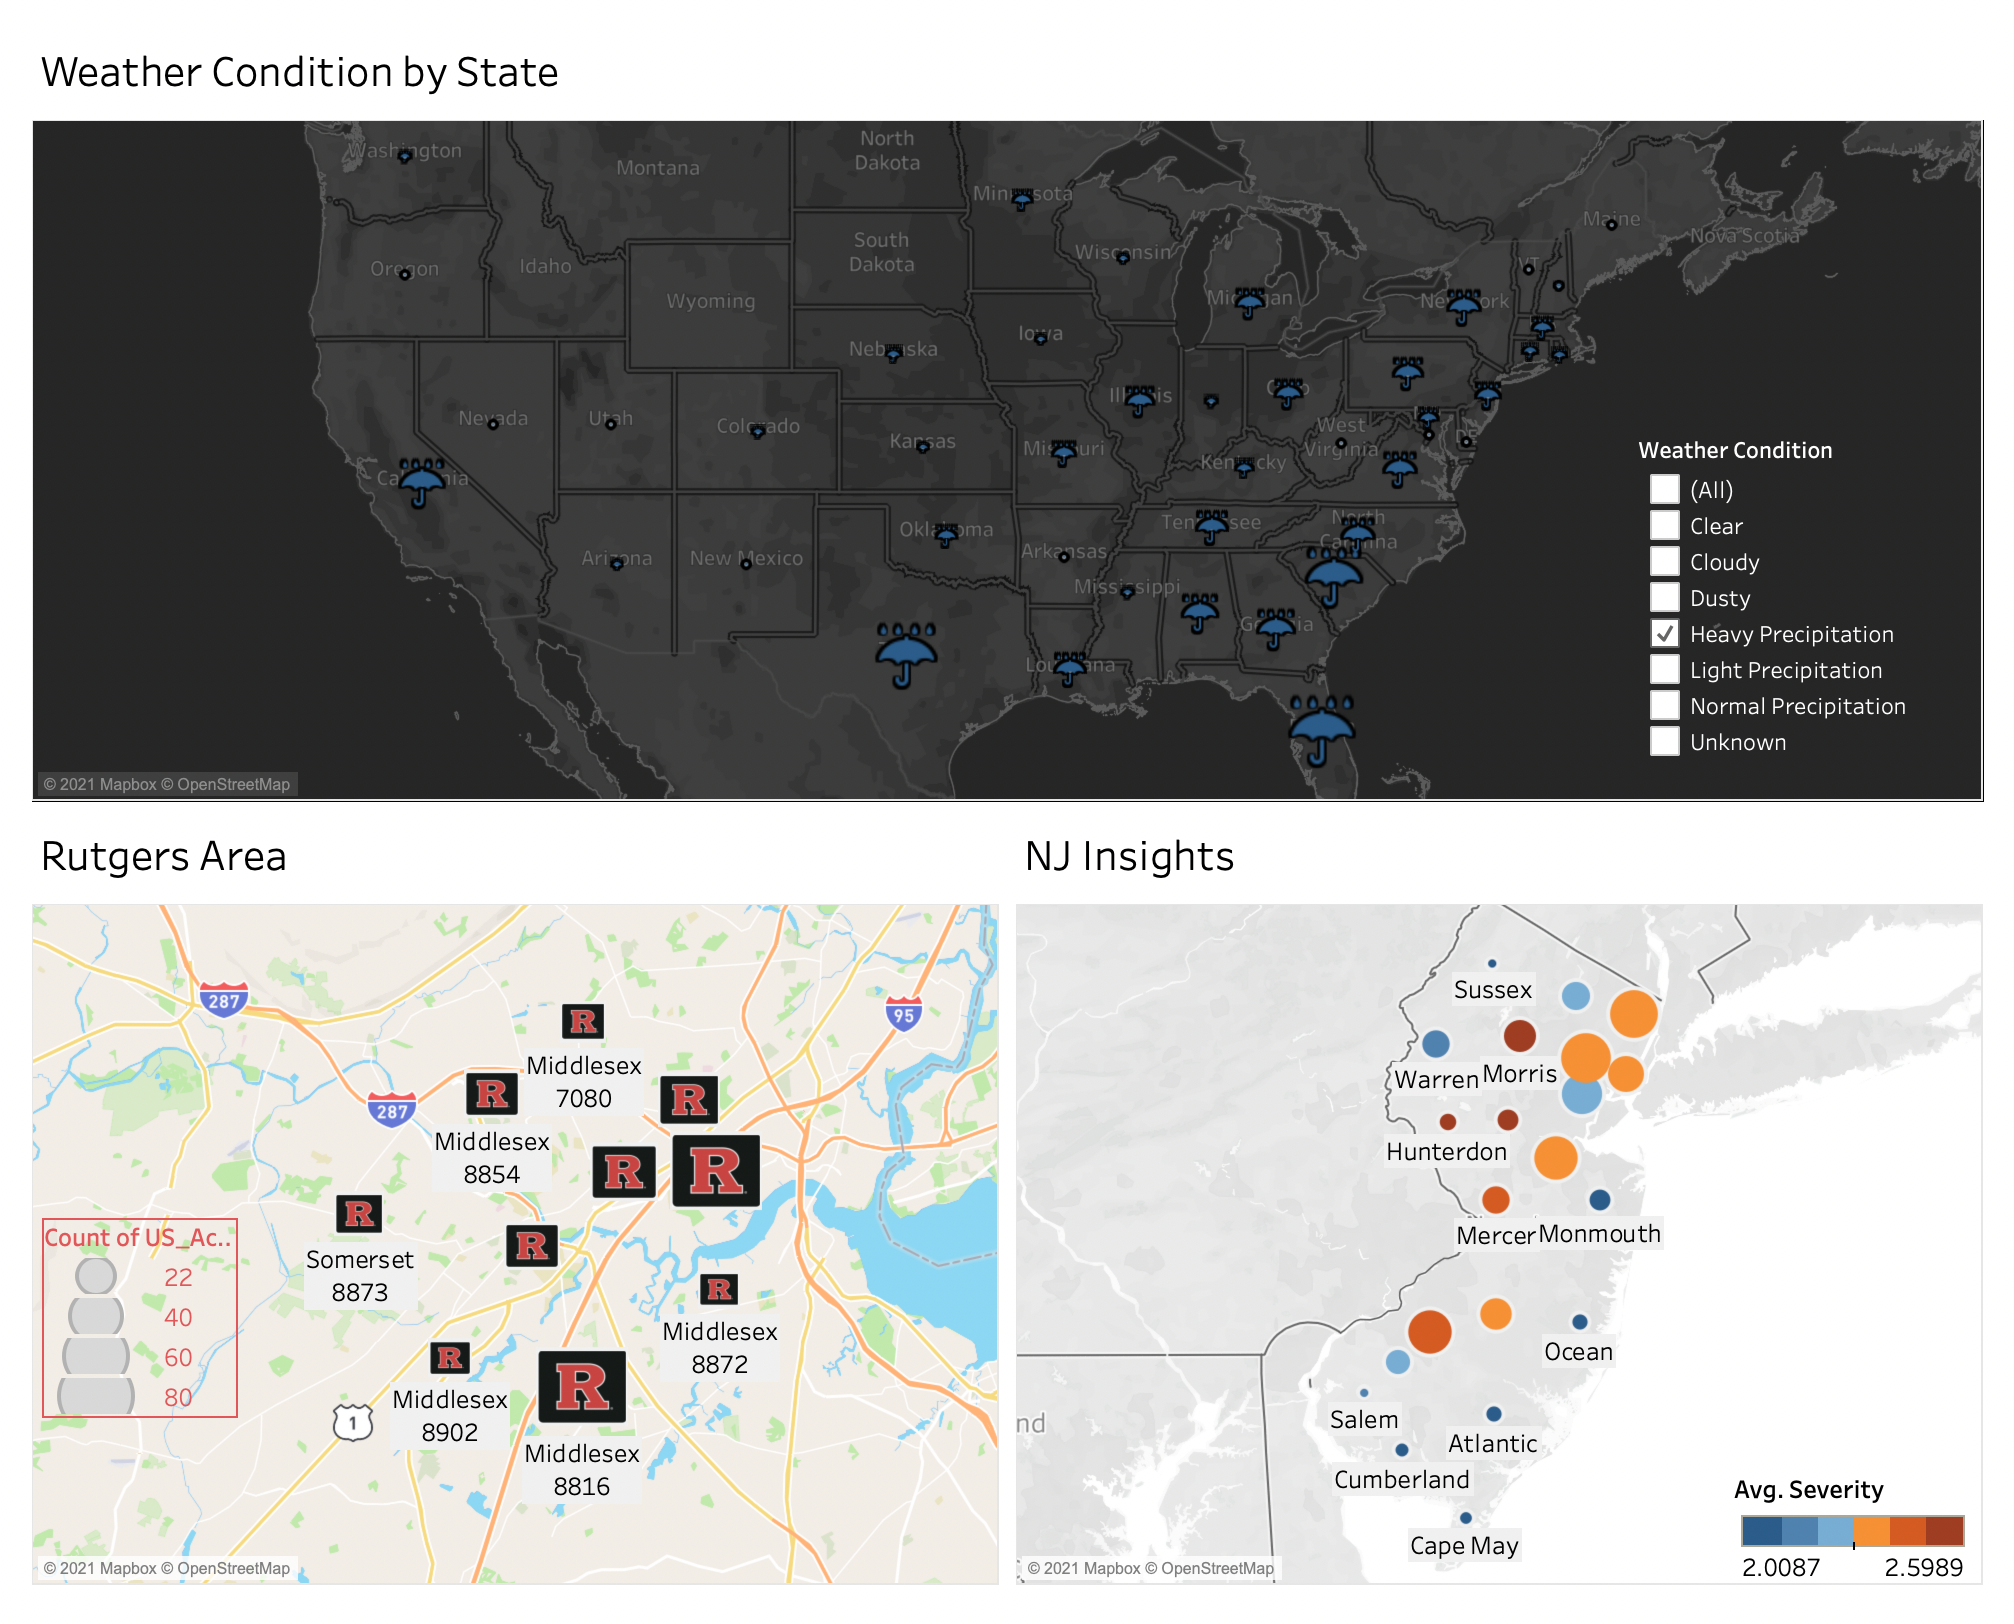 Weather Condition by State
Washington
Montana
North
Dakota
Minnesota
Maine
Nova Scotia
Oregon
Idaho
South
Dakota
Wisconsin
VT
Wyoming
Michigan
New York
Iowa
Nebraska
Nevada
Utah
Colorado
Kansas
Illinois
Ohio
Missouri
West
Virginia
DE
Kentucky
California
Oklahoma
Tennessee
North
Carolina
Arizona
New Mexico
Arkansas
Mississippi
Georgia
Louisiana
Weather Condition
(All)
Clear
Cloudy
Dusty
Heavy Precipitation
Light Precipitation
Normal Precipitation
Unknown
© 2021 Mapbox © OpenStreetMap
Rutgers Area
287
95
R
Middlesex
7080
287
R
Middlesex
8854
R
R
R
R
Somerset
8873
R
R
Middlesex
8872
R
Middlesex
8902
R
Middlesex
8816
1
Count of US_Ac..
22
40
60
80
© 2021 Mapbox © OpenStreetMap
NJ Insights
Sussex
Warren
Morris
Hunterdon
Mercer
Monmouth
Ocean
Salem
Atlantic
Cumberland
Cape May
nd
Avg. Severity
2.0087
2.5989
© 2021 Mapbox © OpenStreetMap